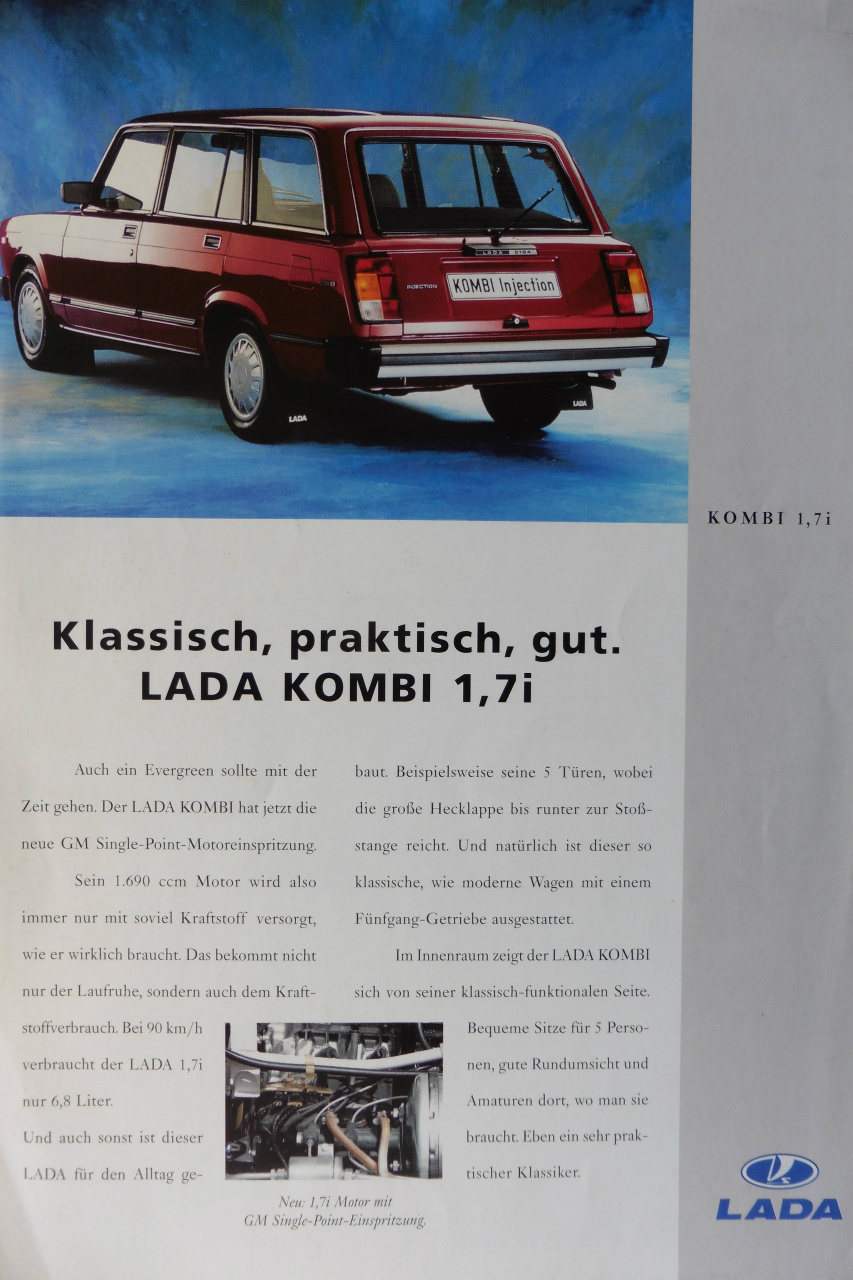 LADA 2104
INJECTION
KOMBI Injection
LADA
LADA
KOMBI 1,7i
Klassisch, praktisch, gut.
LADA KOMBI 1,7i
Auch ein Evergreen sollte mit der
Zeit gehen. Der LADA KOMBI hat jetzt die
neue GM Single-Point-Motoreinspritzung.
Sein 1.690 ccm Motor wird also
immer nur mit soviel Kraftstoff versorgt,
wie er wirklich braucht. Das bekommt nicht
nur der Laufruhe, sondern auch dem Kraft-
stoffverbrauch. Bei 90 km/h
verbraucht der LADA 1,7i
nur 6,8 Liter.
Und auch sonst ist dieser
LADA für den Alltag ge-
baut. Beispielsweise seine 5 Türen, wobei
die große Hecklappe bis runter zur Stoß-
stange reicht. Und natürlich ist dieser so
klassische, wie moderne Wagen mit einem
Fünfgang-Getriebe ausgestattet.
Im Innenraum zeigt der LADA KOMBI
sich von seiner klassisch-funktionalen Seite.
Bequeme Sitze für 5 Perso-
nen, gute Rundumsicht und
Amaturen dort, wo man sie
braucht. Eben ein sehr prak-
tischer Klassiker.
Neu: 1,7i Motor mit
GM Single-Point-Einspritzung.
LADA